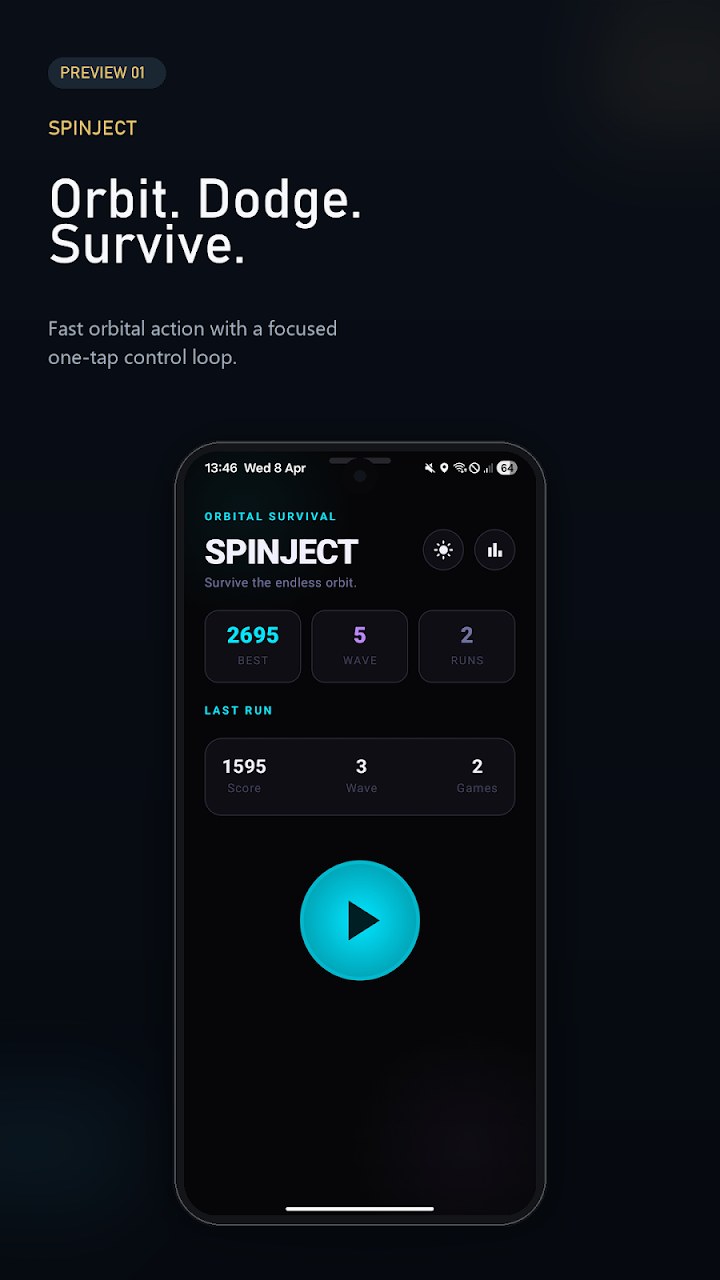 PREVIEW 01
SPINJECT
Orbit. Dodge.
Survive.
Fast orbital action with a focused
one-tap control loop.
13:46 Wed 8 Apr 64
ORBITAL SURVIVAL
SPINJECT
Survive the endless orbit.
2695 5 2
BEST WAVE RUNS
LAST RUN
1595 3 2
Score Wave Games